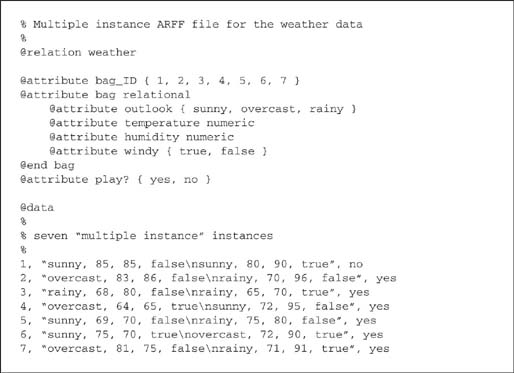 % Multiple instance ARFF file for the weather data
%
@relation weather

@attribute bag_ID { 1, 2, 3, 4, 5, 6, 7 }
@attribute bag relational
    @attribute outlook { sunny, overcast, rainy }
    @attribute temperature numeric
    @attribute humidity numeric
    @attribute windy { true, false }
@end bag
@attribute play? { yes, no }

@data
%
% seven "multiple instance" instances
%
1, "sunny, 85, 85, false\nsunny, 80, 90, true", no
2, "overcast, 83, 86, false\nrainy, 70, 96, false", yes
3, "rainy, 68, 80, false\nrainy, 65, 70, true", yes
4, "overcast, 64, 65, true\nsunny, 72, 95, false", yes
5, "sunny, 69, 70, false\nrainy, 75, 80, false", yes
6, "sunny, 75, 70, true\novercast, 72, 90, true", yes
7, "overcast, 81, 75, false\nrainy, 71, 91, true", yes